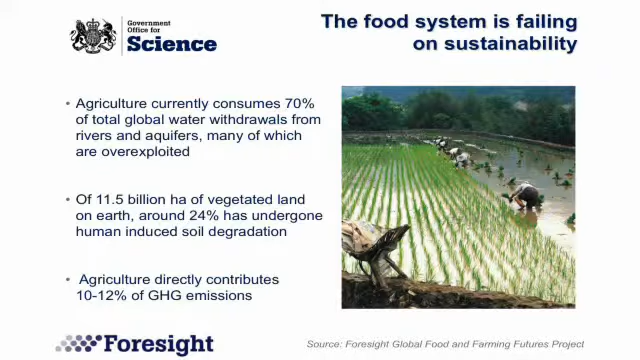 Government
Office for
Science
The food system is failing
on sustainability
• Agriculture currently consumes 70%
of total global water withdrawals from
rivers and aquifers, many of which
are overexploited
• Of 11.5 billion ha of vegetated land
on earth, around 24% has undergone
human induced soil degradation
• Agriculture directly contributes
10-12% of GHG emissions
Foresight
Source: Foresight Global Food and Farming Futures Project